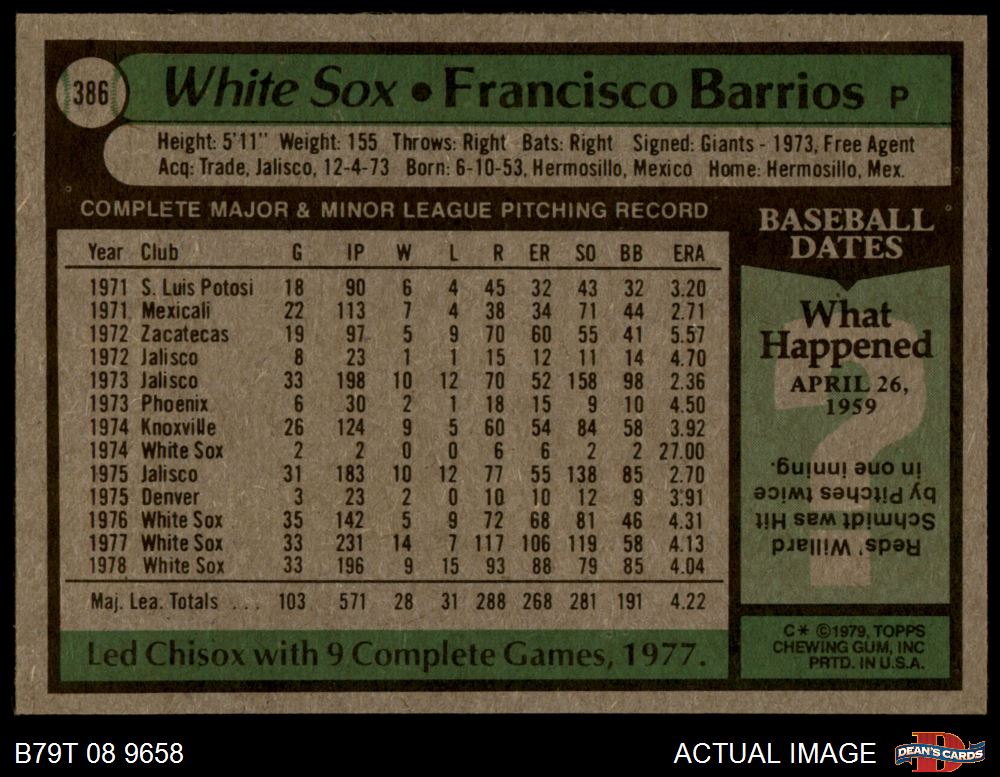 386
White Sox • Francisco Barrios P
Height: 5'11" Weight: 155 Throws: Right Bats: Right Signed: Giants - 1973, Free Agent
Acq: Trade, Jalisco, 12-4-73 Born: 6-10-53, Hermosillo, Mexico Home: Hermosillo, Mex.
COMPLETE MAJOR & MINOR LEAGUE PITCHING RECORD
Year Club G IP W L R ER SO BB ERA
1971 S. Luis Potosi 18 90 6 4 45 32 43 32 3.20
1971 Mexicali 22 113 7 4 38 34 71 44 2.71
1972 Zacatecas 19 97 5 9 70 60 55 41 5.57
1972 Jalisco 8 23 1 1 15 12 11 14 4.70
1973 Jalisco 33 198 10 12 70 52 158 98 2.36
1973 Phoenix 6 30 2 1 18 15 9 10 4.50
1974 Knoxville 26 124 9 5 60 54 84 58 3.92
1974 White Sox 2 2 0 0 6 6 2 2 27.00
1975 Jalisco 31 183 10 12 77 55 138 85 2.70
1975 Denver 3 23 2 0 10 10 12 9 3.91
1976 White Sox 35 142 5 9 72 68 81 46 4.31
1977 White Sox 33 231 14 7 117 106 119 58 4.13
1978 White Sox 33 196 9 15 93 88 79 85 4.04
Maj. Lea. Totals ... 103 571 28 31 288 268 281 191 4.22
Led Chisox with 9 Complete Games, 1977.
BASEBALL
DATES
What
Happened
APRIL 26,
1959
Reds' Willard
Schmidt was Hit
by Pitches twice
in one inning.
C* ©1979, TOPPS
CHEWING GUM, INC
PRTD. IN U.S.A.
B79T 08 9658
ACTUAL IMAGE
DEAN'S CARDS